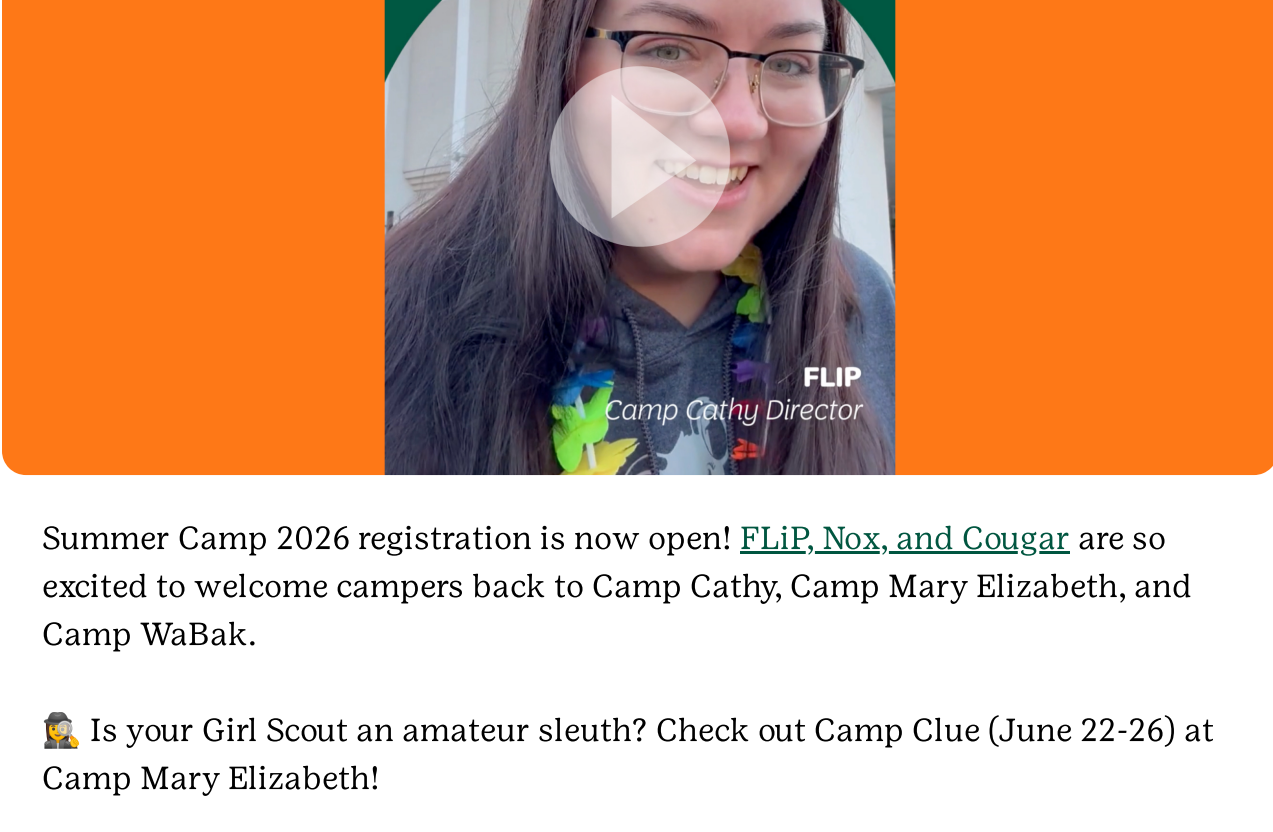 FLIP
Camp Cathy Director
Summer Camp 2026 registration is now open! FLiP, Nox, and Cougar are so
excited to welcome campers back to Camp Cathy, Camp Mary Elizabeth, and
Camp WaBak.
🕵️‍♀️ Is your Girl Scout an amateur sleuth? Check out Camp Clue (June 22-26) at
Camp Mary Elizabeth!